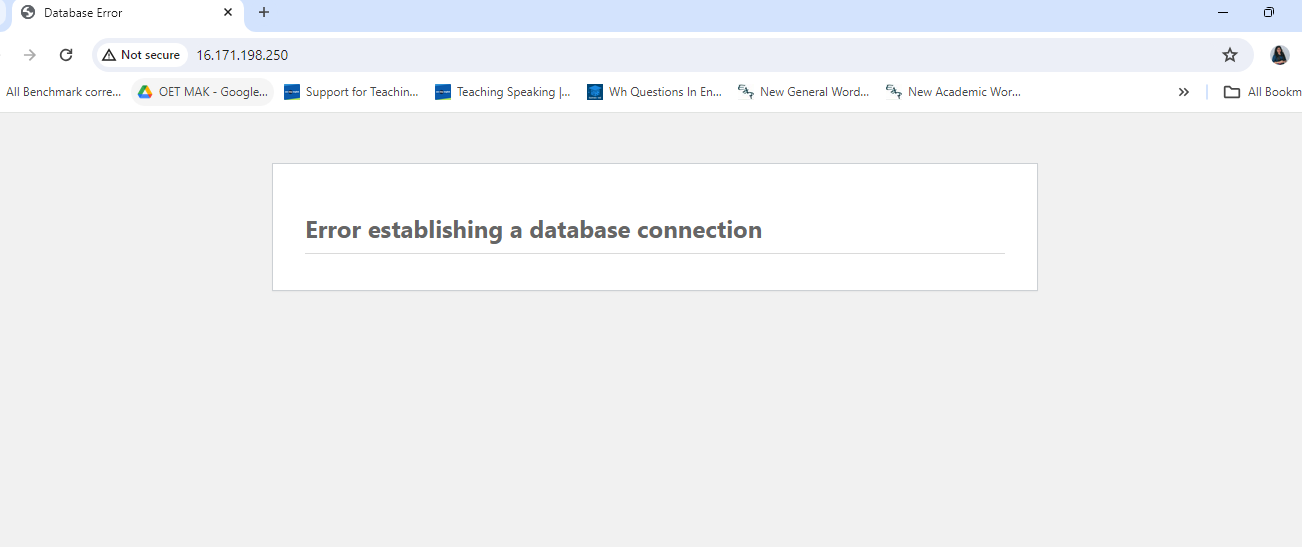 Database Error
Not secure 16.171.198.250
All Benchmark corre... OET MAK - Google... Support for Teachin... Teaching Speaking |... Wh Questions In En... New General Word... New Academic Wor... All Bookm
Error establishing a database connection